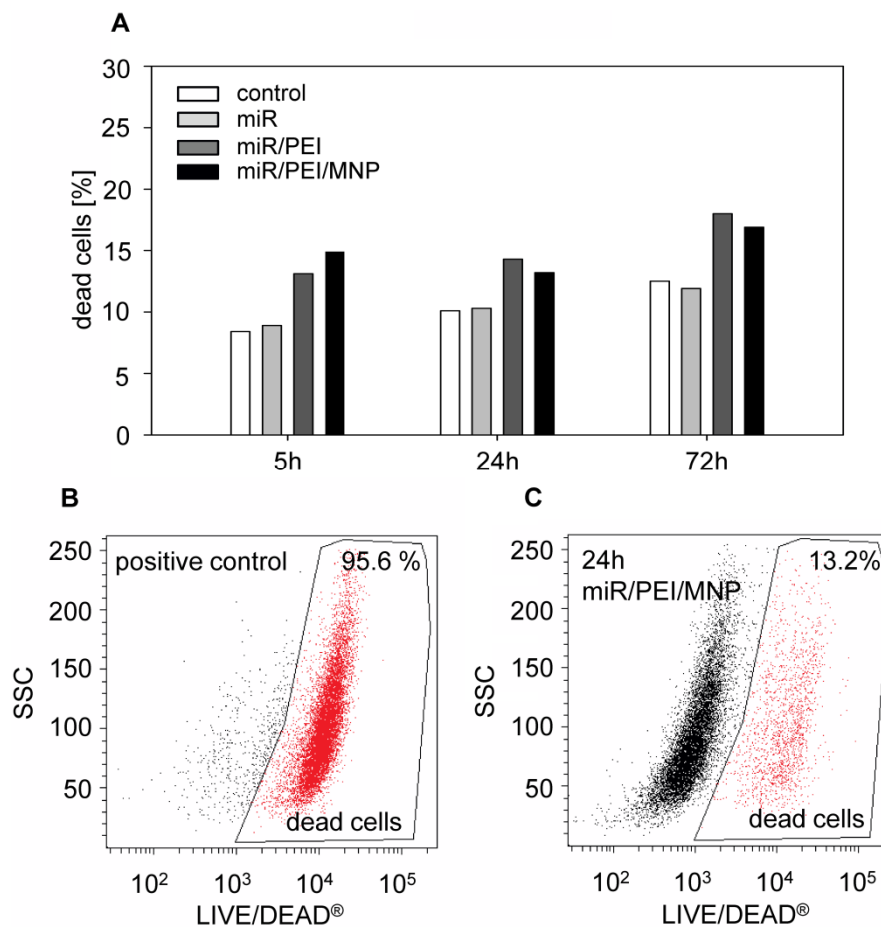 A
30
25
20
15
10
5
0
dead cells [%]
control
miR
miR/PEI
miR/PEI/MNP
5h
24h
72h
B
250
200
150
100
50
SSC
positive control
95.6 %
dead cells
10²
10³
10⁴
10⁵
LIVE/DEAD®
C
250
200
150
100
50
SSC
24h
13.2%
miR/PEI/MNP
dead cells
10²
10³
10⁴
10⁵
LIVE/DEAD®